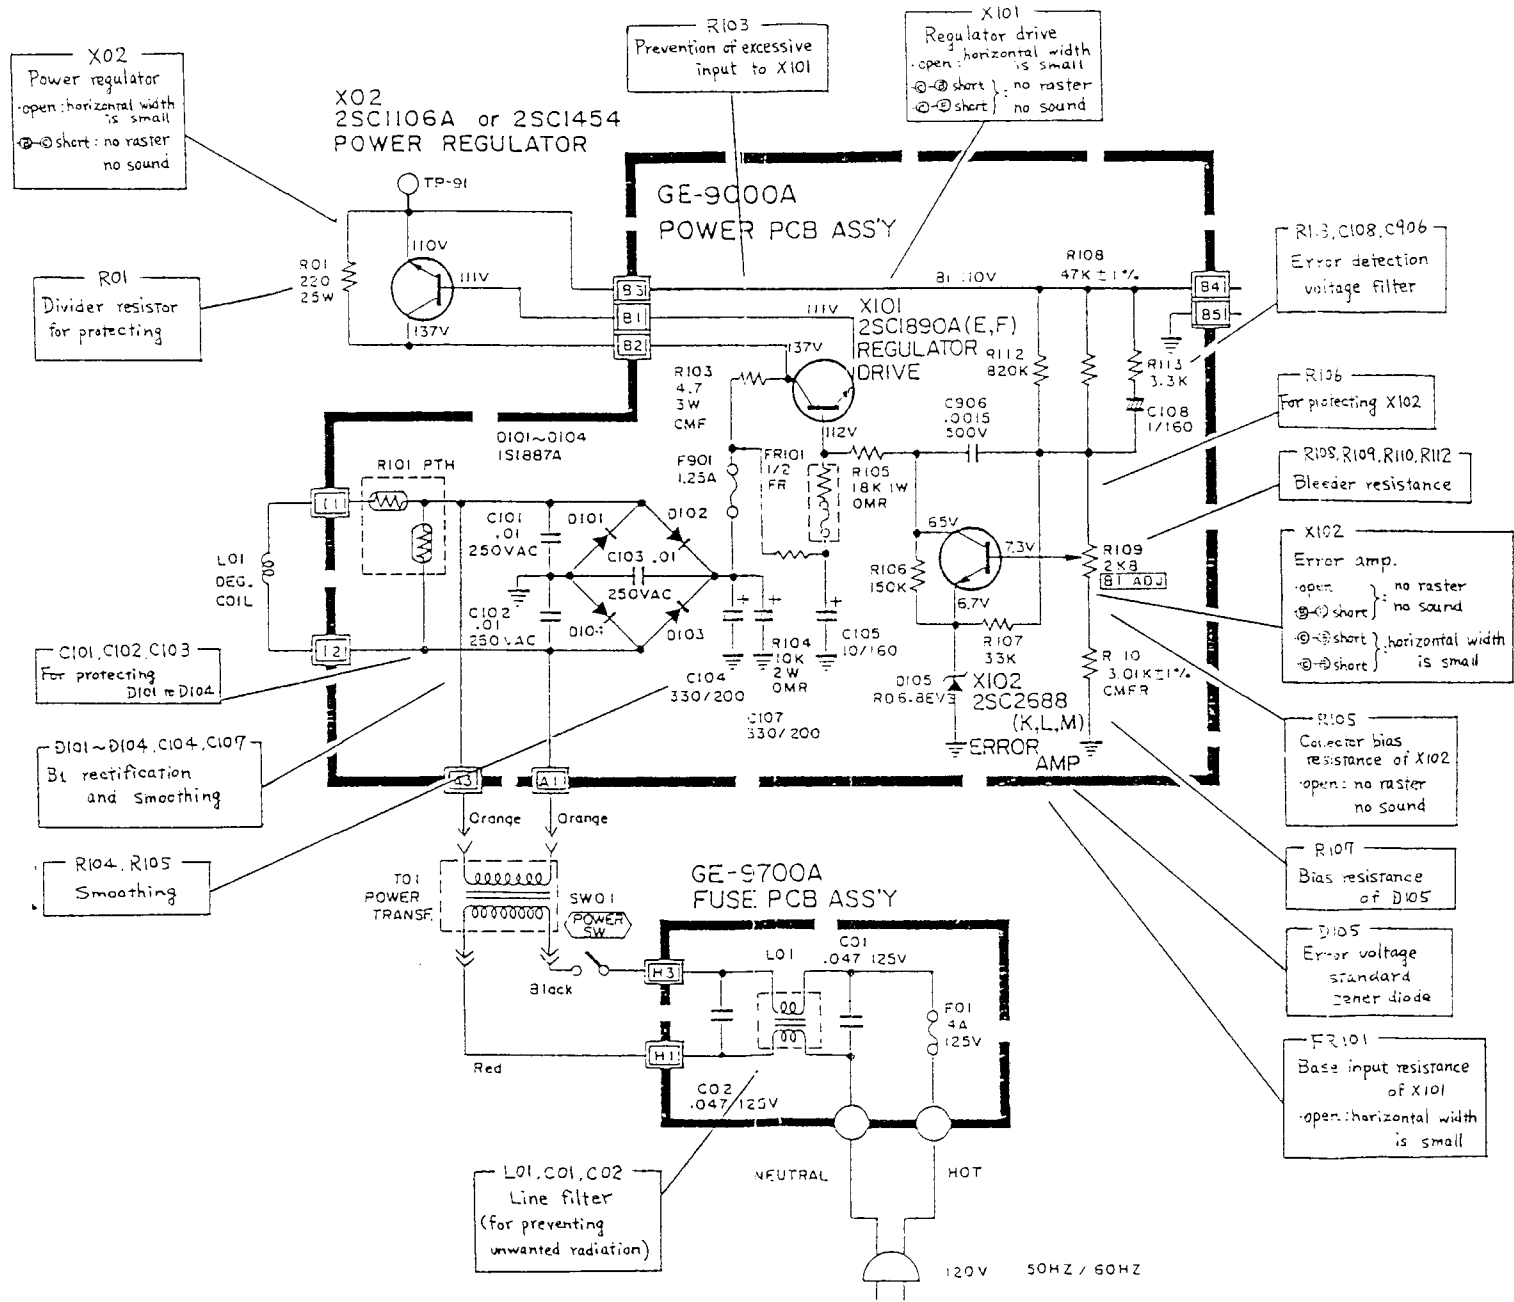 X02
Power regulator
·open : horizontal width
is small
Ⓑ-Ⓒ short : no raster
no sound
R103
Prevention of excessive
input to X101
X101
Regulator drive
·open : horizontal width
is small
Ⓒ-Ⓑ short } : no raster
Ⓒ-Ⓔ short } no sound
X02
2SC1106A or 2SC1454
POWER REGULATOR
TP-91
GE-9000A
POWER PCB ASS'Y
R01
Divider resistor
for protecting
R01
220
25W
110V
111V
137V
B3
B1
B2
B1 110V
R108
47K ±1%
B4
B5
R113, C108, C906
Error detection
voltage filter
111V
X101
2SC1890A(E,F)
REGULATOR
DRIVE
137V
R103
4.7
3W
CMF
R112
820K
R113
3.3K
C108
1/160
R106
For protecting X102
D101~D104
1S1887A
R101 PTH
F901
1.25A
FR101
1/2
FR
112V
R105
18K 1W
OMR
C906
.0015
500V
R108, R109, R110, R112
Bleeder resistance
L01
DEG.
COIL
I1
I2
C101
.01
250VAC
D101
D102
C103 .01
250VAC
C102
.01
250VAC
D104
D103
R106
150K
6.5V
7.3V
6.7V
R109
2K8
B1 ADJ
X102
Error amp.
·open
Ⓑ-Ⓔ short } : no raster
no sound
short } : horizontal width
short } is small
R104
10K
2W
OMR
C105
10/160
R107
33K
C104
330/200
C107
330/200
D105
RD6.8EV3
X102
2SC2688
(K,L,M)
ERROR
AMP
R110
3.01K±1%
CMFR
C101, C102, C103
For protecting
D101~D104
D101~D104, C104, C107
B1 rectification
and smoothing
R104, R105
Smoothing
R105
Collector bias
resistance of X102
·open : no raster
no sound
A3
A1
Orange
Orange
T01
POWER
TRANSF.
SW01
POWER
SW
GE-9700A
FUSE PCB ASS'Y
R107
Bias resistance
of D105
D105
Error voltage
standard
zener diode
Black
Red
H3
H1
L01
C01
.047 125V
F01
4A
125V
C02
.047/125V
FR101
Base input resistance
of X101
·open : horizontal width
is small
L01, C01, C02
Line filter
(for preventing
unwanted radiation)
NEUTRAL
HOT
120V 50HZ / 60HZ